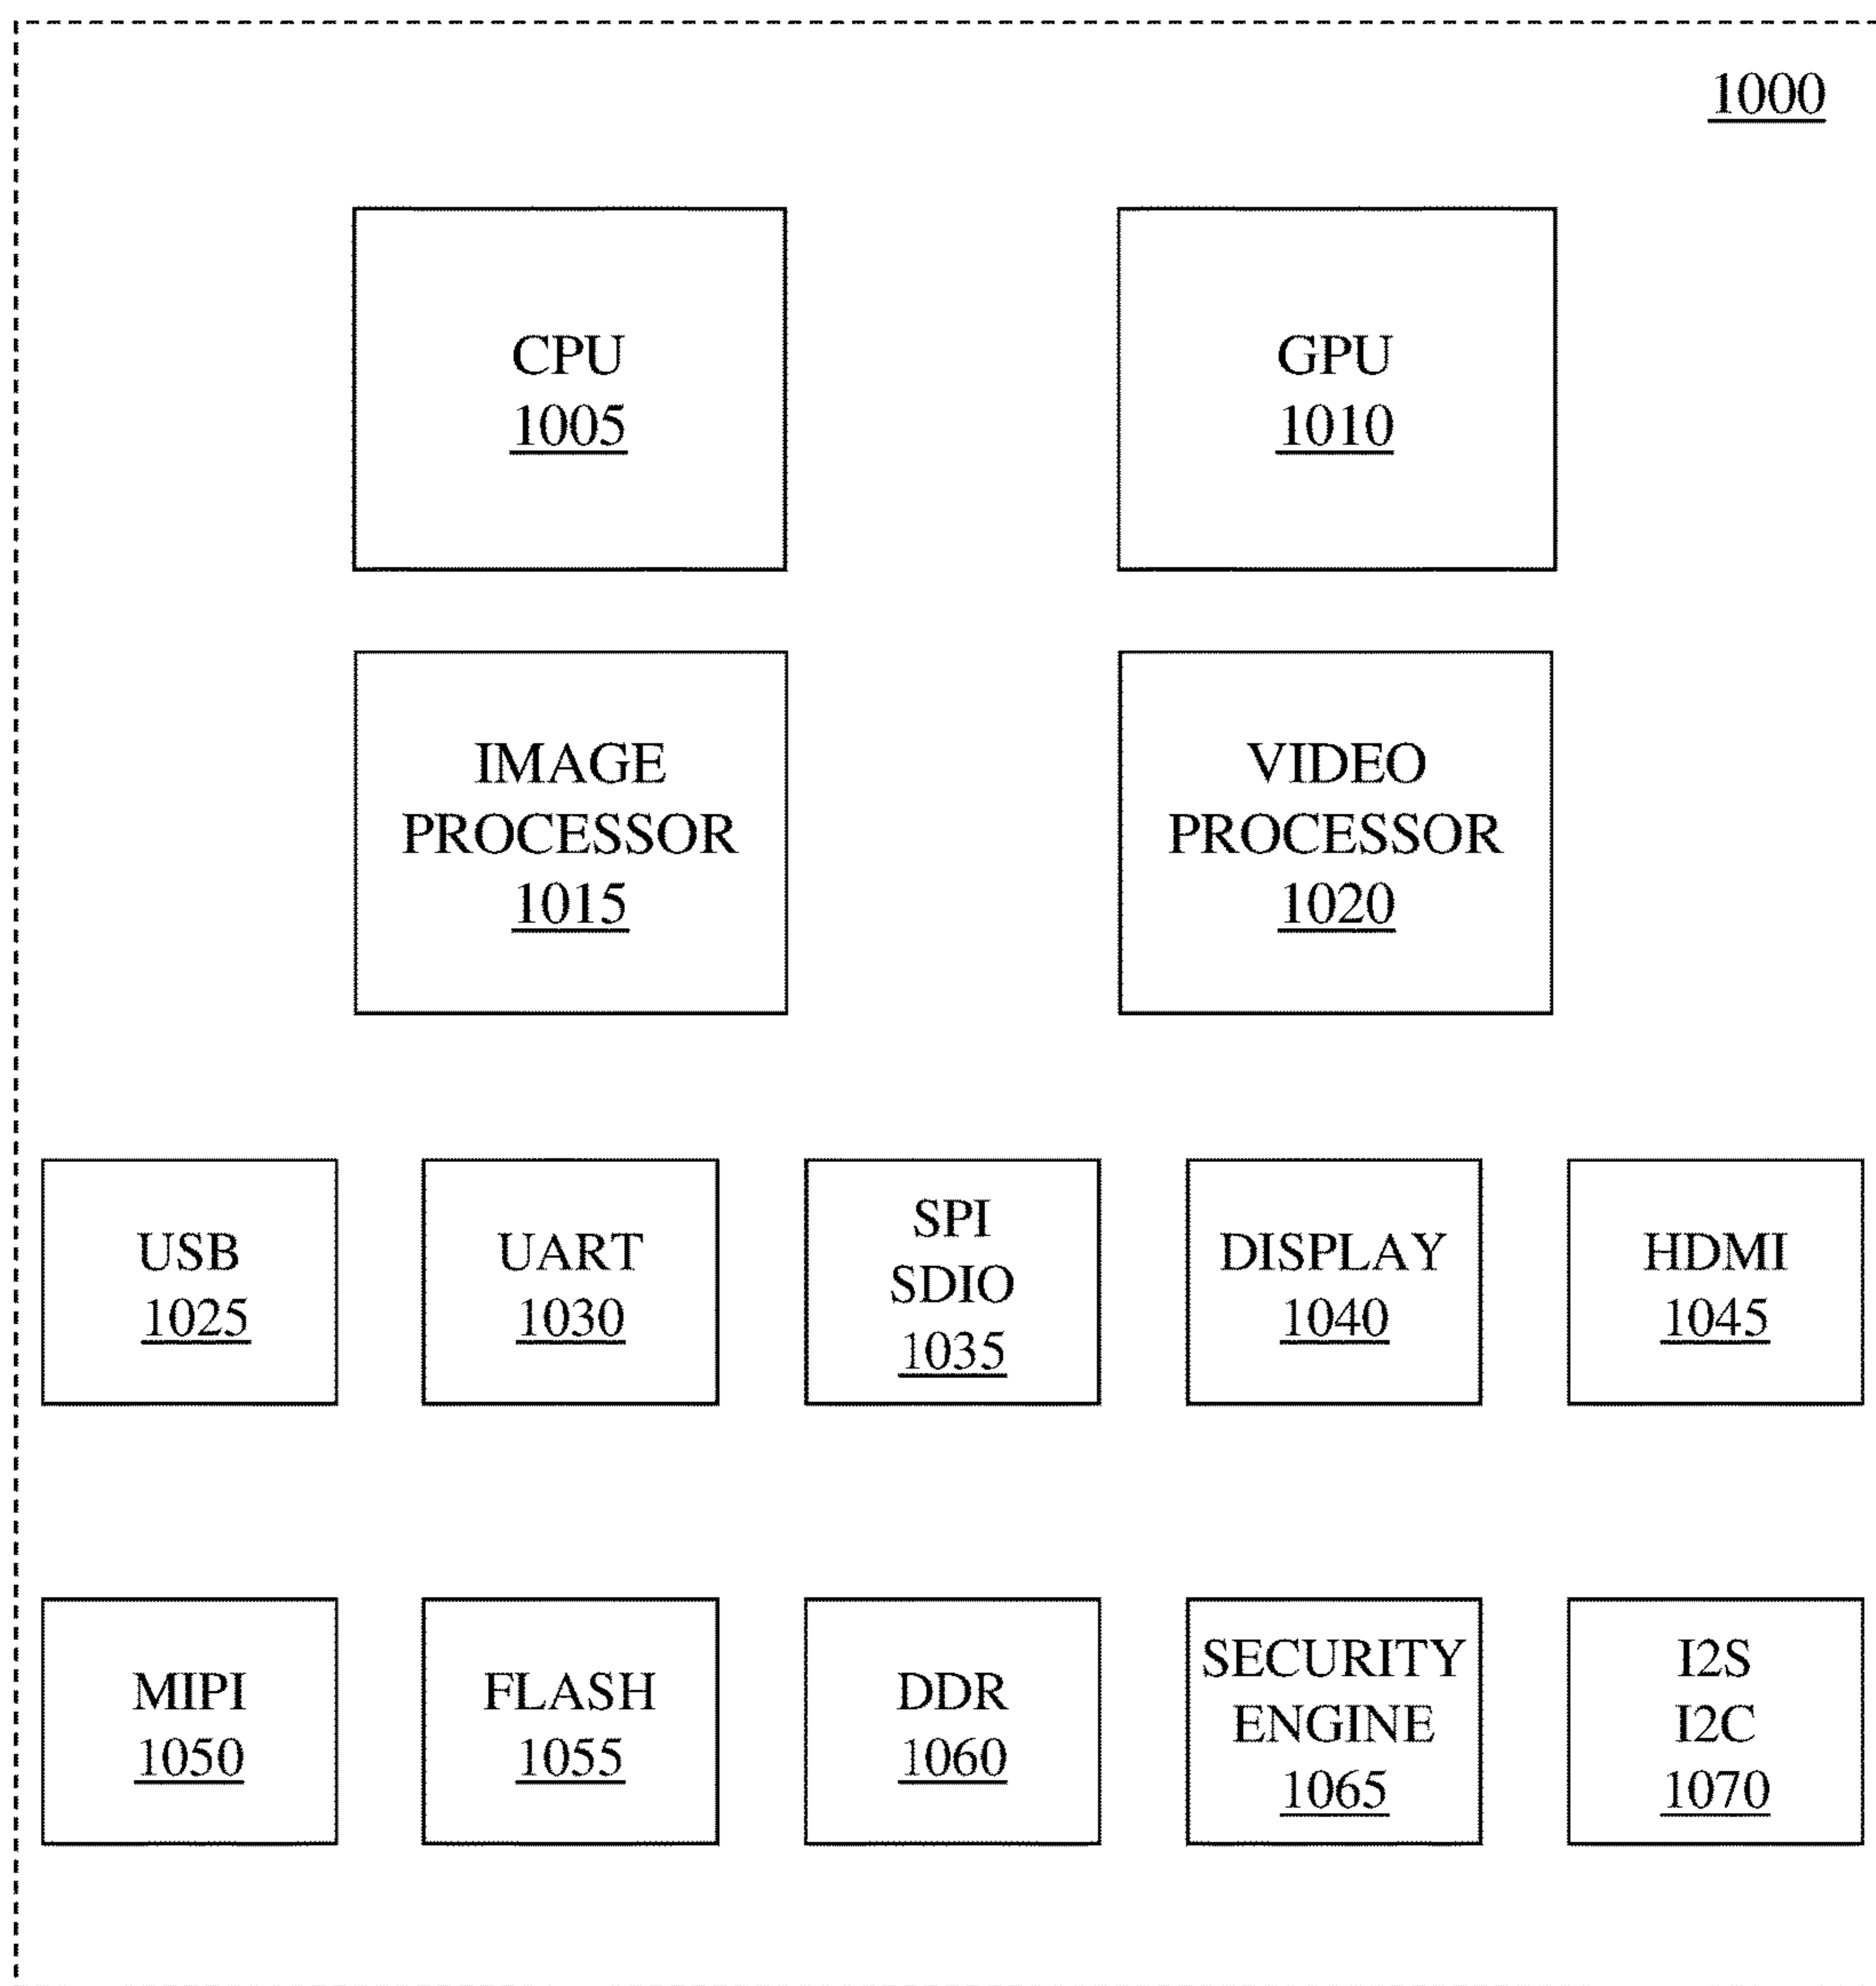 1000
CPU
1005
GPU
1010
IMAGE
PROCESSOR
1015
VIDEO
PROCESSOR
1020
USB
1025
UART
1030
SPI
SDIO
1035
DISPLAY
1040
HDMI
1045
MIPI
1050
FLASH
1055
DDR
1060
SECURITY
ENGINE
1065
I2S
I2C
1070